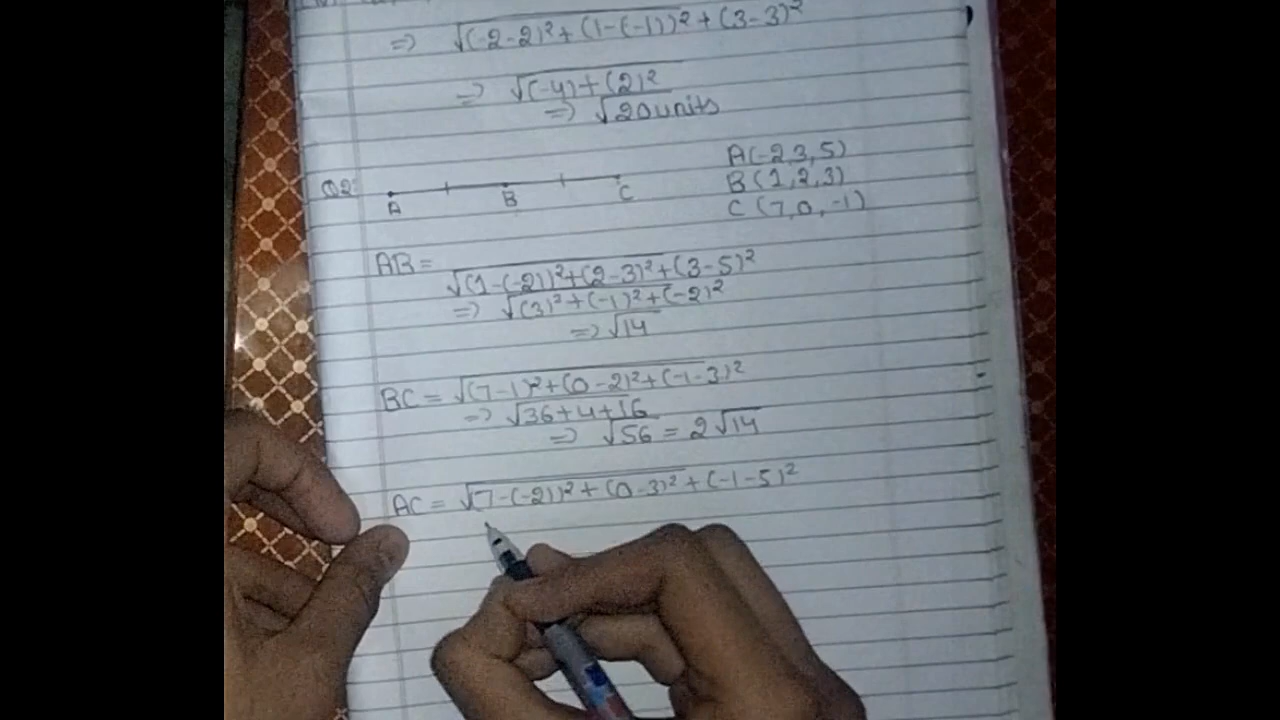 => √(-2-2)²+(1-(-1))²+(3-3)²
=> √(-4)+(2)²
=> √20 units
Q2:
A B C
A(-2,3,5)
B(1,2,3)
C(7,0,-1)
AB =
√(1-(-2))²+(2-3)²+(3-5)²
=> √(3)²+(-1)²+(-2)²
=> √14
BC = √(7-1)²+(0-2)²+(-1-3)²
=> √36+4+16
=> √56 = 2√14
AC = √(7-(-2))²+(0-3)²+(-1-5)²